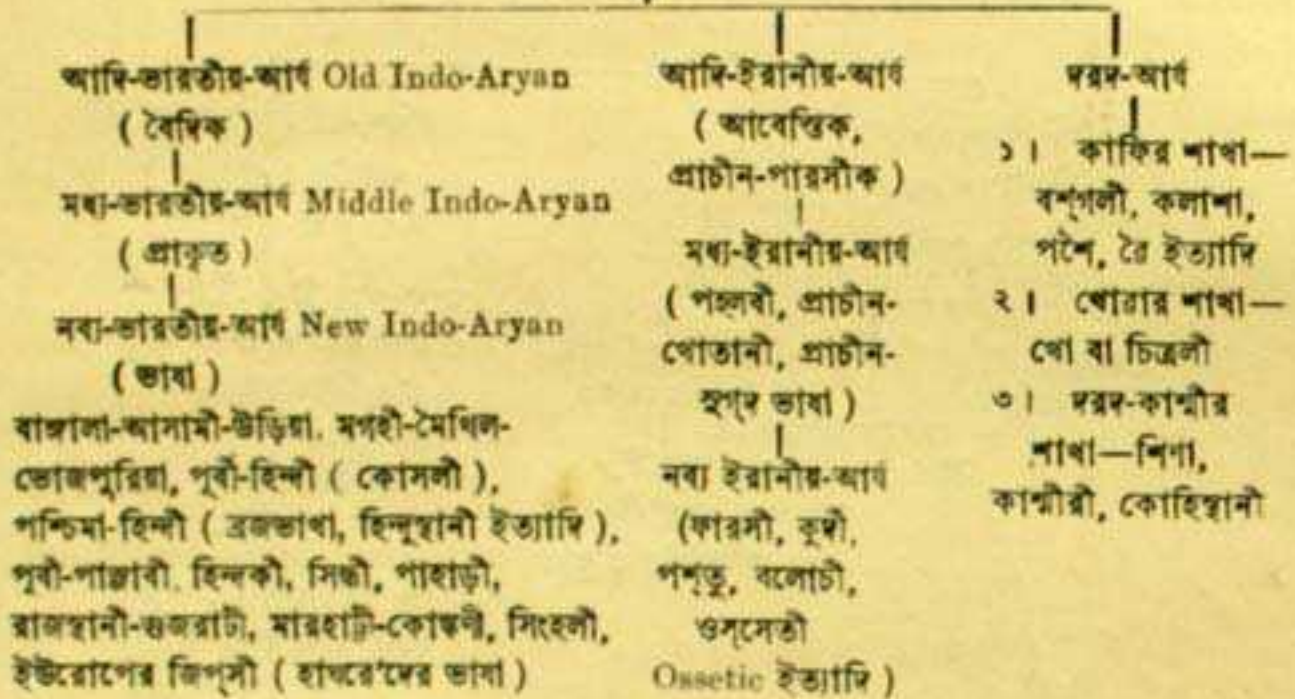 আদি-ভারতীয়-আর্য Old Indo-Aryan
( বৈদিক )
মধ্য-ভারতীয়-আর্য Middle Indo-Aryan
( প্রাকৃত )
নব্য-ভারতীয়-আর্য New Indo-Aryan
( ভাষা )
বাঙ্গালা-আসামী-উড়িয়া. মগহী-মৈথিল-
ভোজপুরিয়া, পূর্বী-হিন্দী ( কোসলী ),
পশ্চিমা-হিন্দী ( ব্রজভাখা, হিন্দুস্থানী ইত্যাদি ),
পূর্বী-পাঞ্জাবী. হিন্দকী, সিন্ধী, পাহাড়ী,
রাজস্থানী-গুজরাটী, মারহাট্টি-কোঙ্কণী, সিংহলী,
ইউরোপের জিপ্‌সী ( হাঘরে'দের ভাষা )
আদি-ইরানীয়-আর্য
( আবেস্তিক,
প্রাচীন-পারসীক )
মধ্য-ইরানীয়-আর্য
( পহ্লবী, প্রাচীন-
খোতানী, প্রাচীন-
সুগ্‌দ ভাষা )
নব্য ইরানীয়-আর্য
(ফারসী, কুর্দী,
পশ্‌তু, বলোচী,
ওস্‌সেতী
Ossetic ইত্যাদি )
দরদ-আর্য
১। কাফির শাখা—
বশ্‌গলী, কলাশা,
পশৈ, বৈ ইত্যাদি
২। খোৱার শাখা—
খো বা চিত্রলী
৩। দরদ-কাশ্মীর
শাখা—শিণা,
কাশ্মীরী, কোহিস্থানী